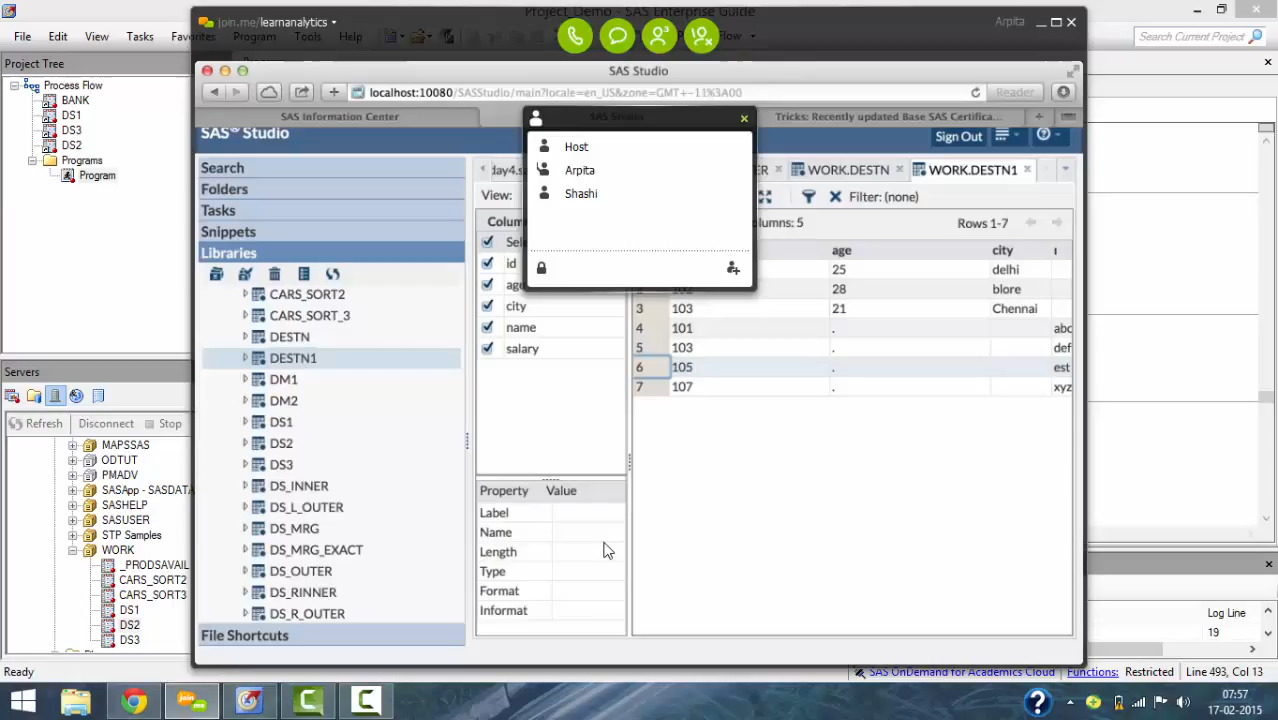 Project_Demo - SAS Enterprise Guide
File Edit View Tasks Favorites Program Tools Help
Search Current Project
join.me/learnanalytics
Arpita
Project Tree
Process Flow
BANK
DS1
DS3
DS2
Programs
Program
SAS Studio
localhost:10080/SASStudio/main?locale=en_US&zone=GMT+-11%3A00
Reader
SAS Information Center
SAS Studio
Tricks: Recently updated Base SAS Certifica...
SAS® Studio
Sign Out
Search
Folders
Tasks
Snippets
Libraries
CARS_SORT2
CARS_SORT_3
DESTN
DESTN1
DM1
DM2
DS1
DS2
DS3
DS_INNER
DS_L_OUTER
DS_MRG
DS_MRG_EXACT
DS_OUTER
DS_RINNER
DS_R_OUTER
File Shortcuts
Host
Arpita
Shashi
WORK.DESTN
WORK.DESTN1
View:
Filter: (none)
Rows 1-7
id
city
name
salary
age city
25 delhi
28 blore
3 103 21 Chennai
4 101 . abc
5 103 . def
6 105 . est
7 107 . xyz
Property Value
Label
Name
Length
Type
Format
Informat
Servers
Refresh Disconnect Stop
MAPSSAS
ODTUT
PMADV
SASApp - SASDATA
SASHELP
SASUSER
STP Samples
WORK
_PRODSAVAIL
CARS_SORT2
CARS_SORT3
DS1
DS2
DS3
Log Line
19
Ready
SAS OnDemand for Academics Cloud Functions: Restricted Line 493, Col 13
join.me
07:57
17-02-2015